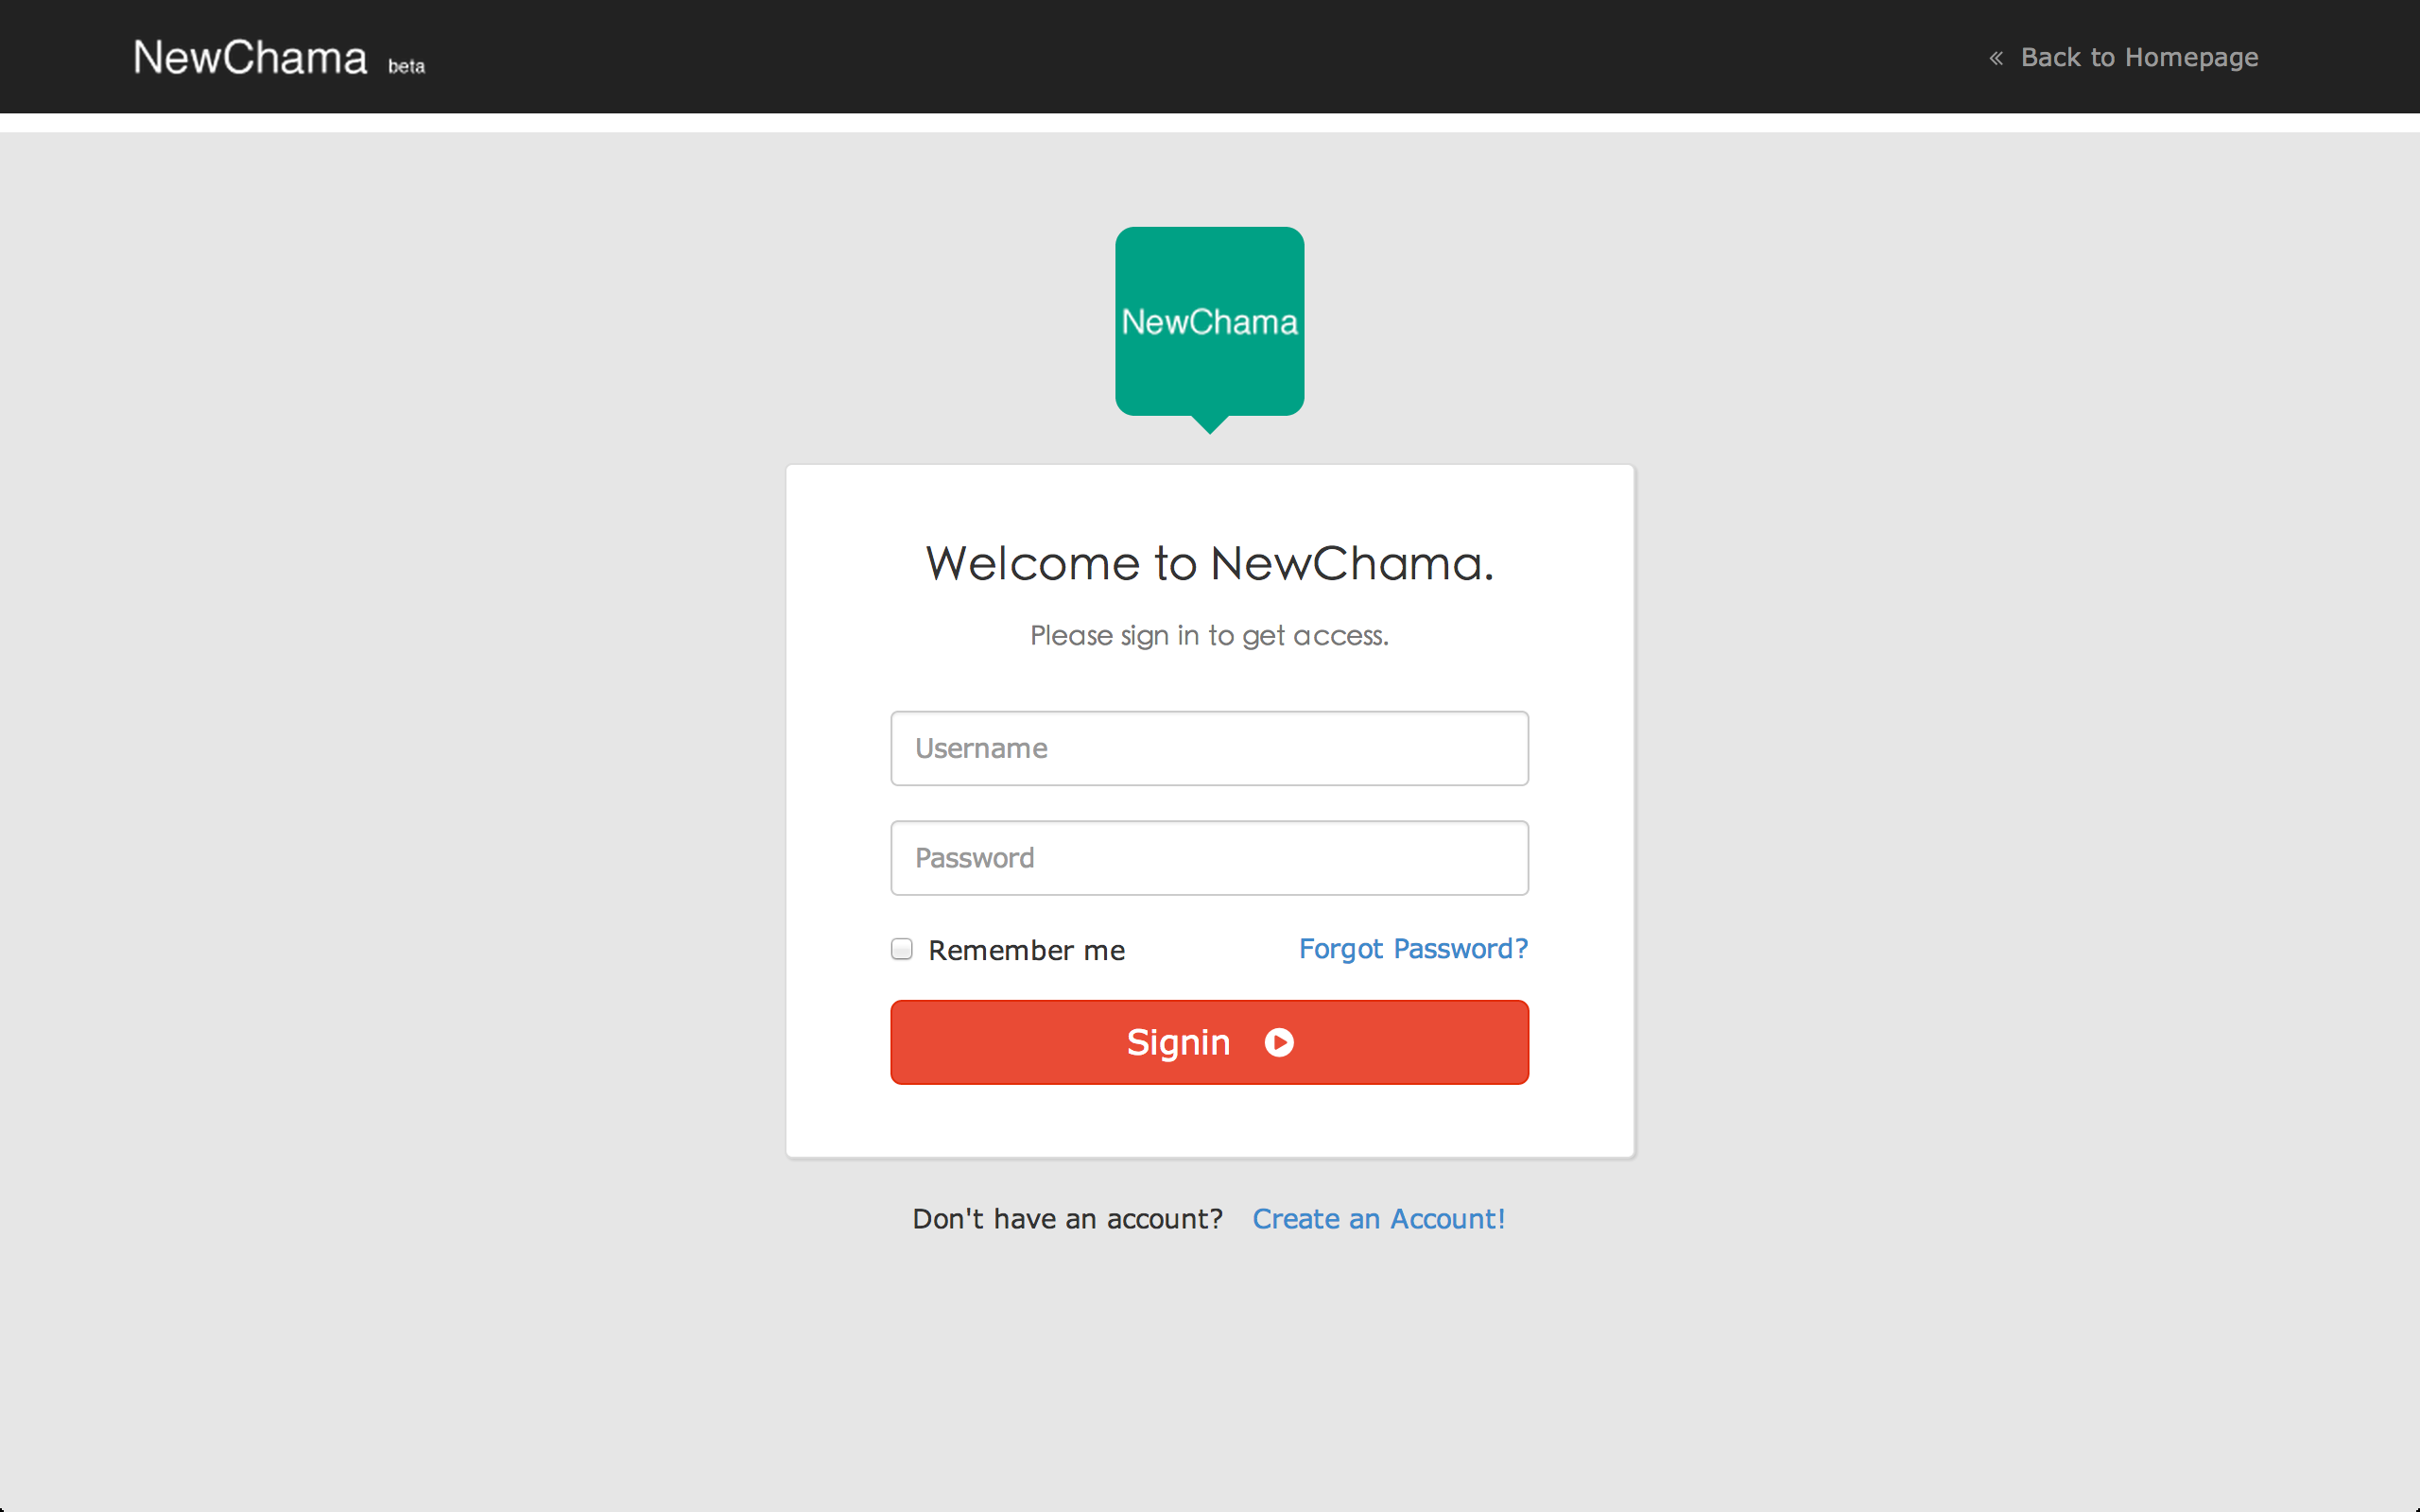 NewChama beta
« Back to Homepage
NewChama
Welcome to NewChama.
Please sign in to get access.
Username
Password
Remember me
Forgot Password?
Signin
Don't have an account? Create an Account!